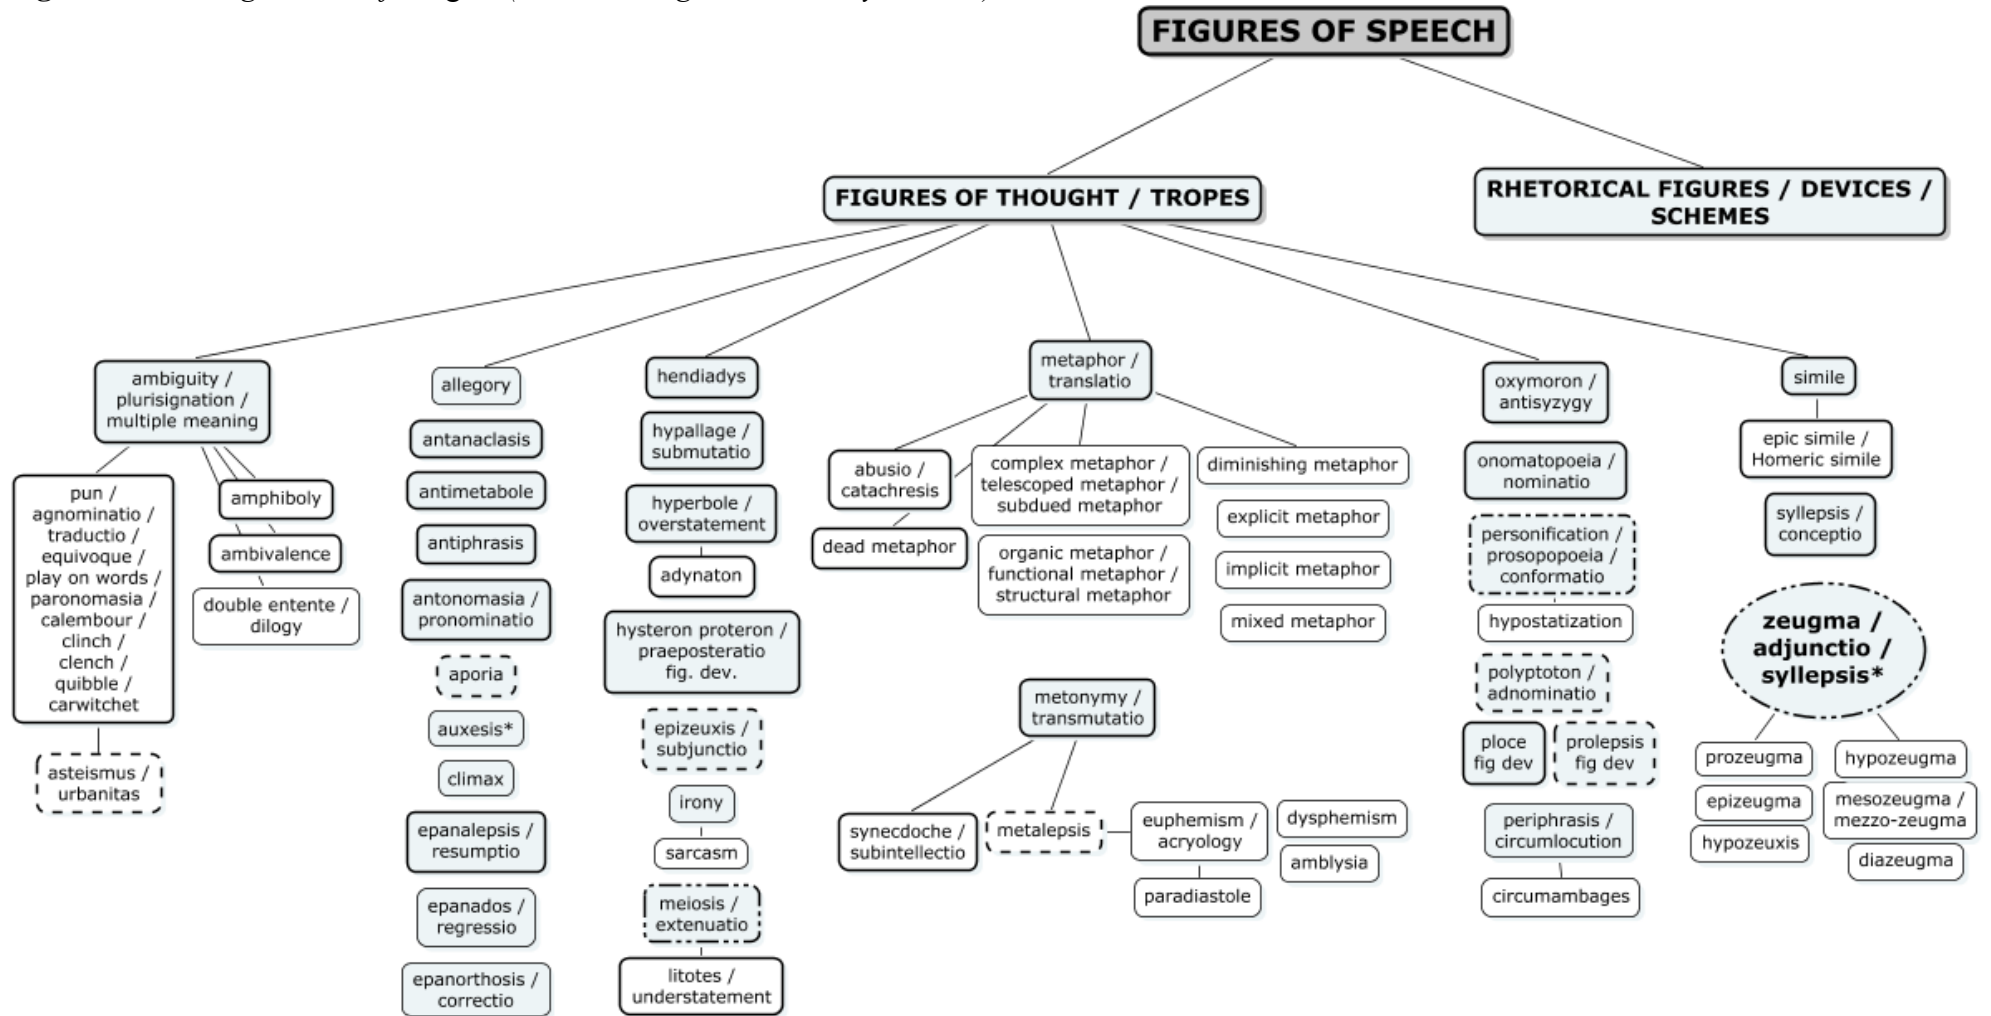 FIGURES OF SPEECH
FIGURES OF THOUGHT / TROPES
RHETORICAL FIGURES / DEVICES /
SCHEMES
ambiguity /
plurisignation /
multiple meaning
pun /
agnominatio /
traductio /
equivoque /
play on words /
paronomasia /
calembour /
clinch /
clench /
quibble /
carwitchet
asteismus /
urbanitas
amphiboly
ambivalence
double entente /
dilogy
allegory
antanaclasis
antimetabole
antiphrasis
antonomasia /
pronominatio
aporia
auxesis*
climax
epanalepsis /
resumptio
epanados /
regressio
epanorthosis /
correctio
hendiadys
hypallage /
submutatio
hyperbole /
overstatement
adynaton
hysteron proteron /
praeposteratio
fig. dev.
epizeuxis /
subjunctio
irony
sarcasm
meiosis /
extenuatio
litotes /
understatement
metaphor /
translatio
abusio /
catachresis
dead metaphor
complex metaphor /
telescoped metaphor /
subdued metaphor
organic metaphor /
functional metaphor /
structural metaphor
diminishing metaphor
explicit metaphor
implicit metaphor
mixed metaphor
metonymy /
transmutatio
synecdoche /
subintellectio
metalepsis
euphemism /
acryology
paradiastole
dysphemism
amblysia
oxymoron /
antisyzygy
onomatopoeia /
nominatio
personification /
prosopopoeia /
conformatio
hypostatization
polyptoton /
adnominatio
ploce
fig dev
prolepsis
fig dev
periphrasis /
circumlocution
circumambages
simile
epic simile /
Homeric simile
syllepsis /
conceptio
zeugma /
adjunctio /
syllepsis*
prozeugma
epizeugma
hypozeuxis
hypozeugma
mesozeugma /
mezzo-zeugma
diazeugma